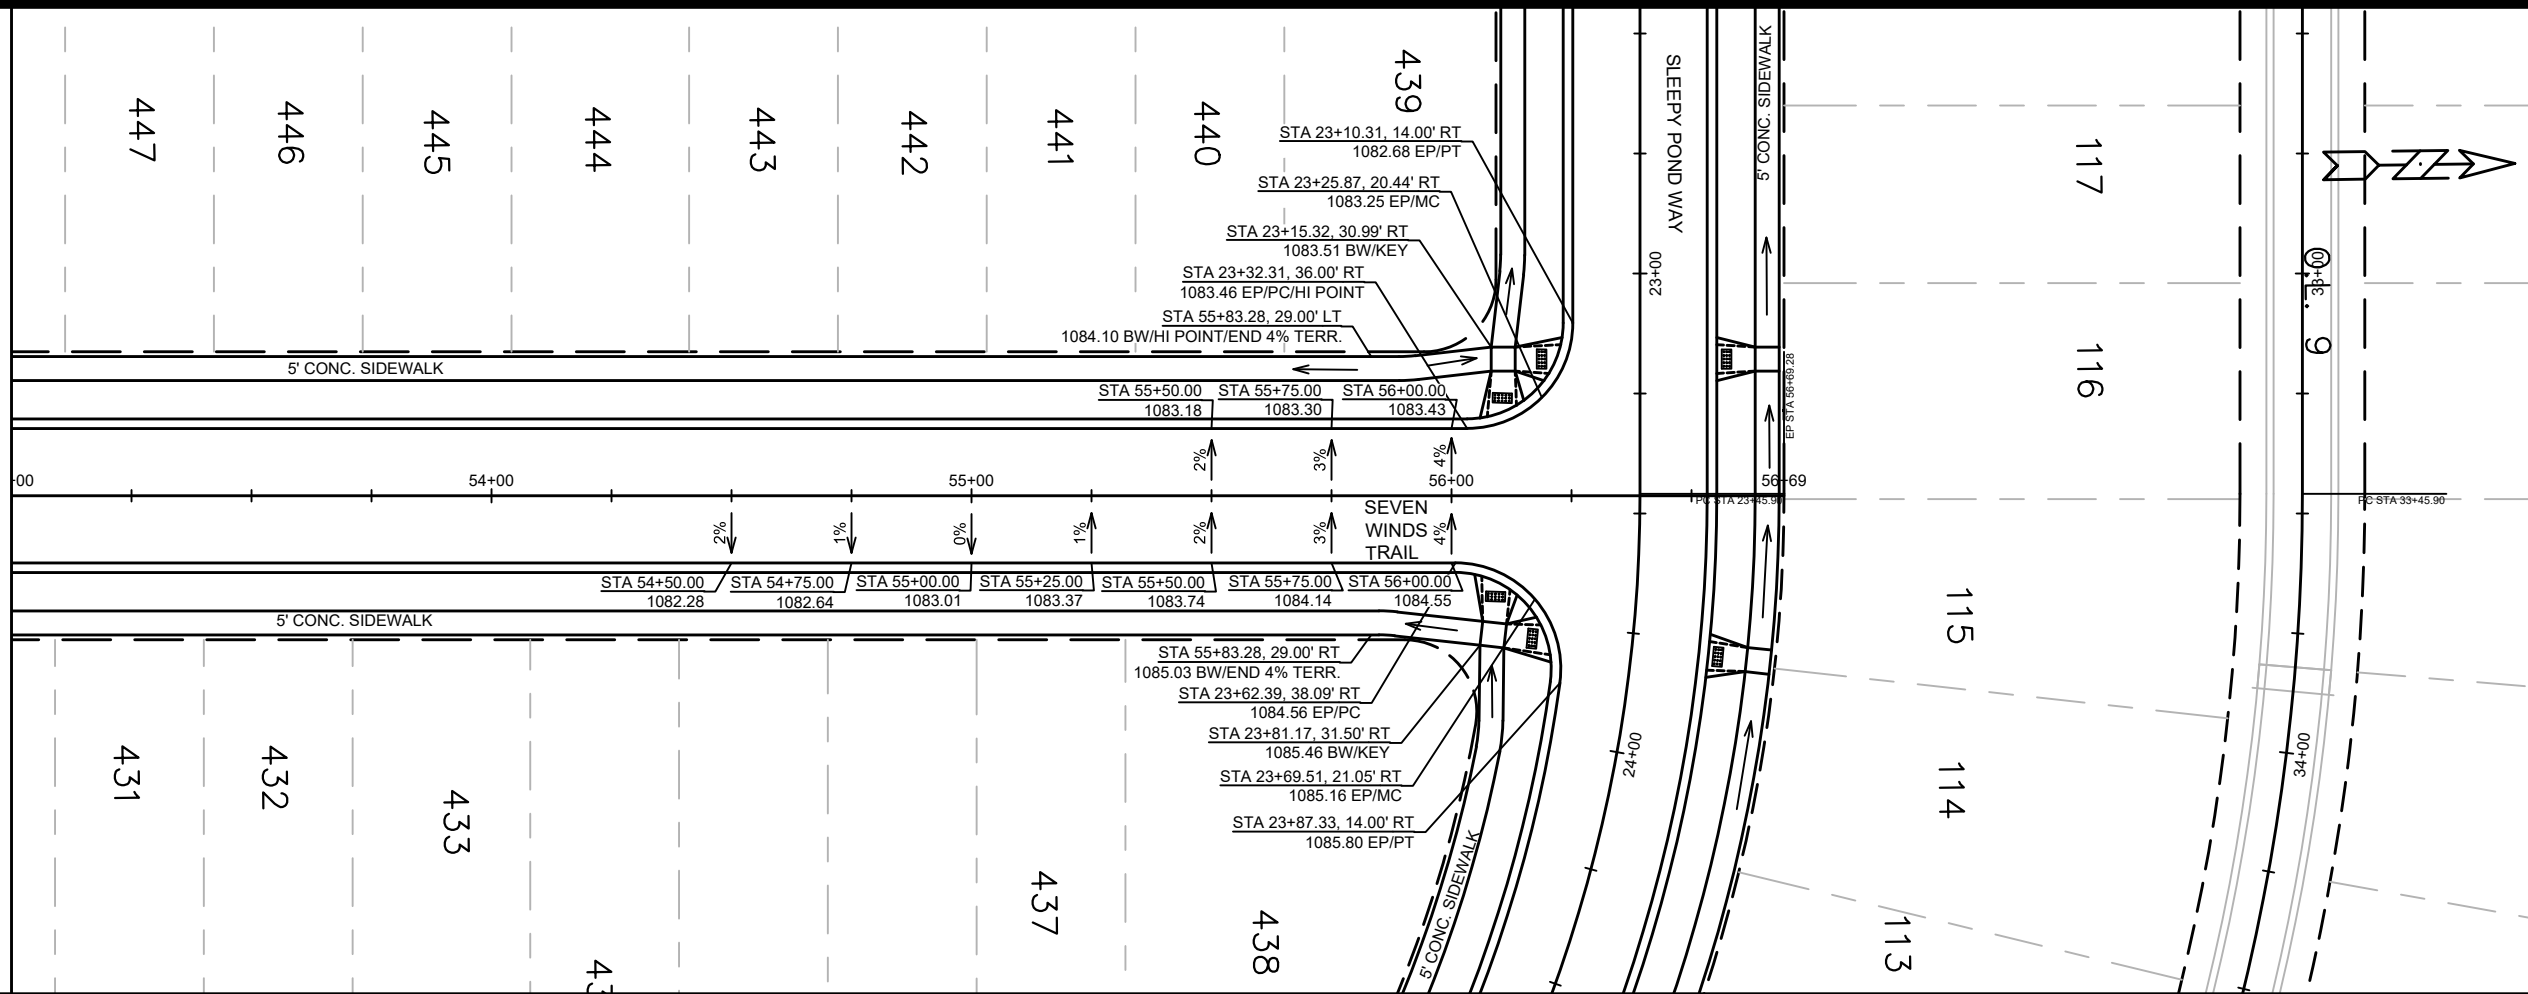 447
446
445
444
443
442
441
440
439
STA 23+10.31, 14.00' RT
1082.68 EP/PT
STA 23+25.87, 20.44' RT
1083.25 EP/MC
STA 23+15.32, 30.99' RT
1083.51 BW/KEY
STA 23+32.31, 36.00' RT
1083.46 EP/PC/HI POINT
STA 55+83.28, 29.00' LT
1084.10 BW/HI POINT/END 4% TERR.
5' CONC. SIDEWALK
STA 55+50.00
1083.18
STA 55+75.00
1083.30
STA 56+00.00
1083.43
2%
3%
4%
SLEEPY POND WAY
5' CONC. SIDEWALK
23+00
EP STA 56+69.28
117
116
33+00
N
-00
54+00
55+00
56+00
56+69
PC STA 23+45.90
PC STA 33+45.90
SEVEN
WINDS
TRAIL
2%
1%
0%
1%
2%
3%
4%
STA 54+50.00
1082.28
STA 54+75.00
1082.64
STA 55+00.00
1083.01
STA 55+25.00
1083.37
STA 55+50.00
1083.74
STA 55+75.00
1084.14
STA 56+00.00
1084.55
5' CONC. SIDEWALK
STA 55+83.28, 29.00' RT
1085.03 BW/END 4% TERR.
STA 23+62.39, 38.09' RT
1084.56 EP/PC
STA 23+81.17, 31.50' RT
1085.46 BW/KEY
STA 23+69.51, 21.05' RT
1085.16 EP/MC
STA 23+87.33, 14.00' RT
1085.80 EP/PT
5' CONC. SIDEWALK
24+00
34+00
115
114
113
431
432
433
437
438